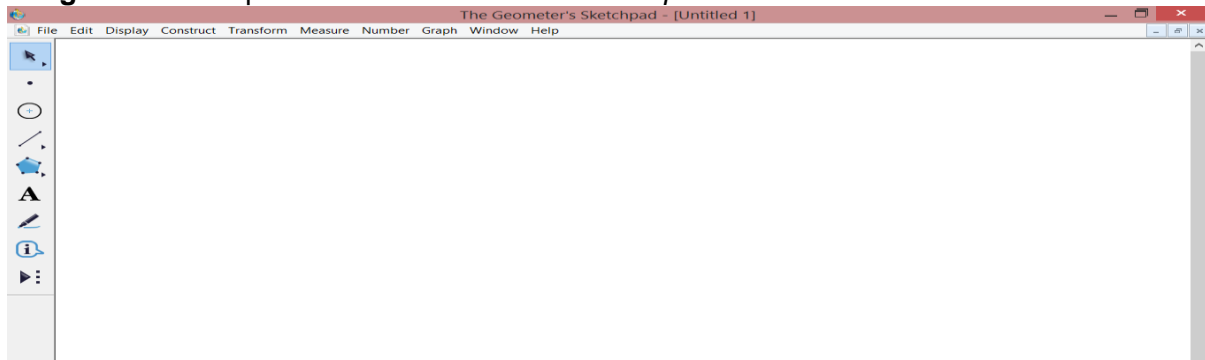 The Geometer's Sketchpad - [Untitled 1]
File Edit Display Construct Transform Measure Number Graph Window Help
A
i